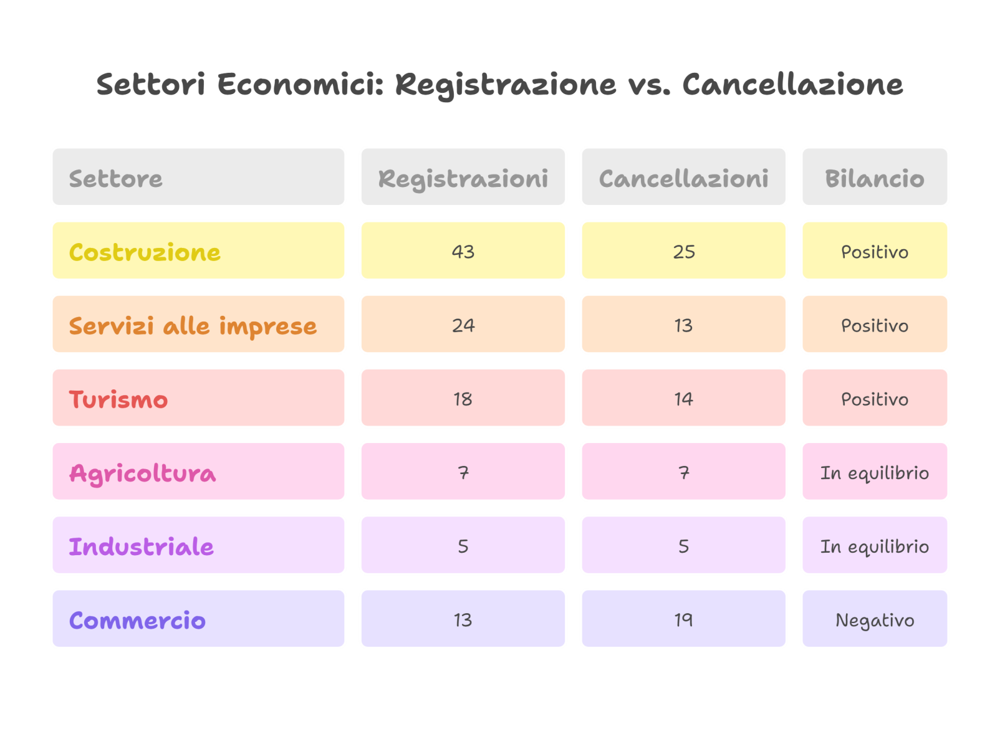 Settori Economici: Registrazione vs. Cancellazione
Settore Registrazioni Cancellazioni Bilancio
Costruzione 43 25 Positivo
Servizi alle imprese 24 13 Positivo
Turismo 18 14 Positivo
Agricoltura 7 7 In equilibrio
Industriale 5 5 In equilibrio
Commercio 13 19 Negativo